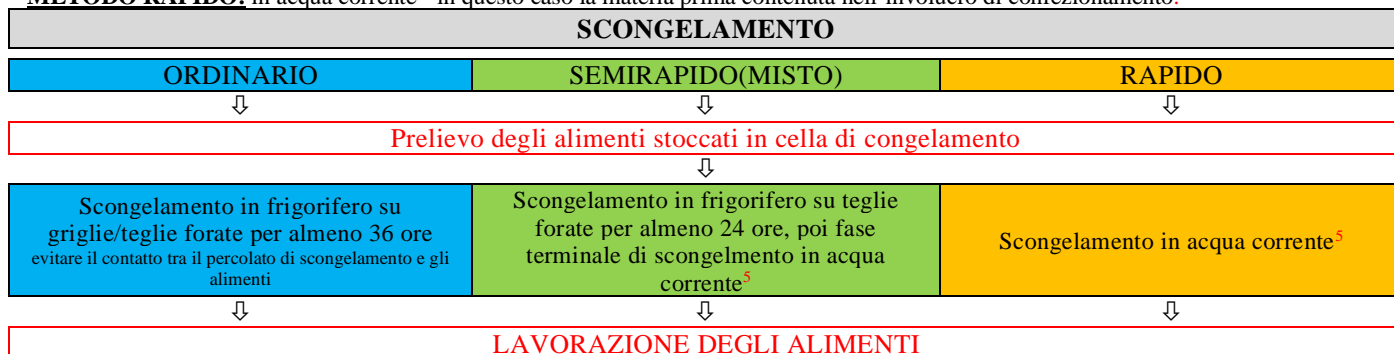 METODO RAPIDO: in acqua corrente - in questo caso la materia prima contenuta nell'involucro di confezionamento.
SCONGELAMENTO
ORDINARIO SEMIRAPIDO(MISTO) RAPIDO
⇩ ⇩ ⇩
Prelievo degli alimenti stoccati in cella di congelamento
⇩
Scongelamento in frigorifero su
griglie/teglie forate per almeno 36 ore
evitare il contatto tra il percolato di scongelamento e gli
alimenti
Scongelamento in frigorifero su teglie
forate per almeno 24 ore, poi fase
terminale di scongelmento in acqua
corrente⁵
Scongelamento in acqua corrente⁵
⇩ ⇩ ⇩
LAVORAZIONE DEGLI ALIMENTI